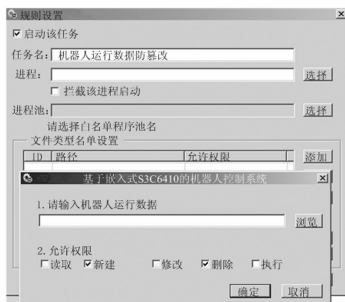 规则设置
启动该任务
任务名: 机器人运行数据防篡改
进程: 选择
拦截该进程启动
进程池: 选择
请选择白名单程序池名
文件类型名单设置
ID 路径 允许权限 添加
基于嵌入式S3C6410的机器人控制系统
1. 请输入机器人运行数据
浏览
2. 允许权限
读取 新建 修改 删除 执行
确定 取消